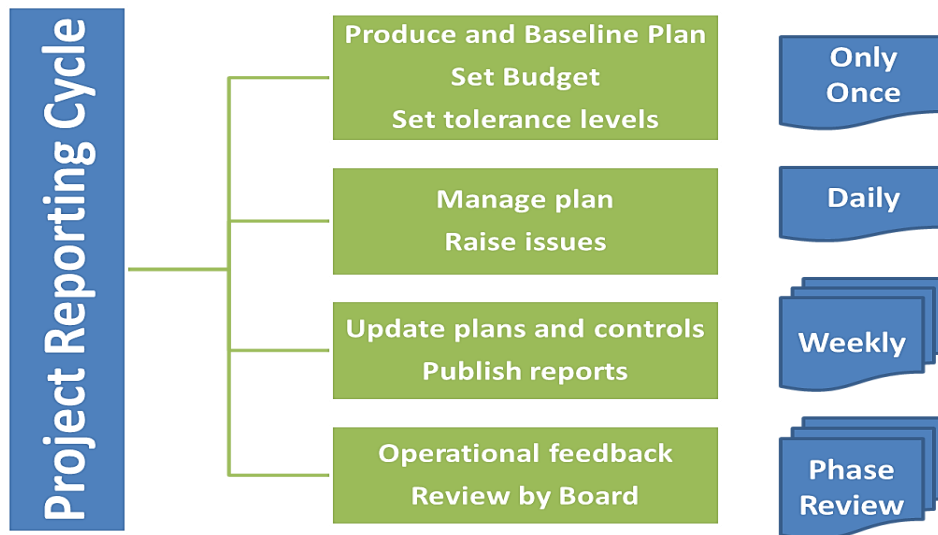 Project Reporting Cycle
Produce and Baseline Plan
Set Budget
Set tolerance levels
Only
Once
Manage plan
Raise issues
Daily
Update plans and controls
Publish reports
Weekly
Operational feedback
Review by Board
Phase
Review